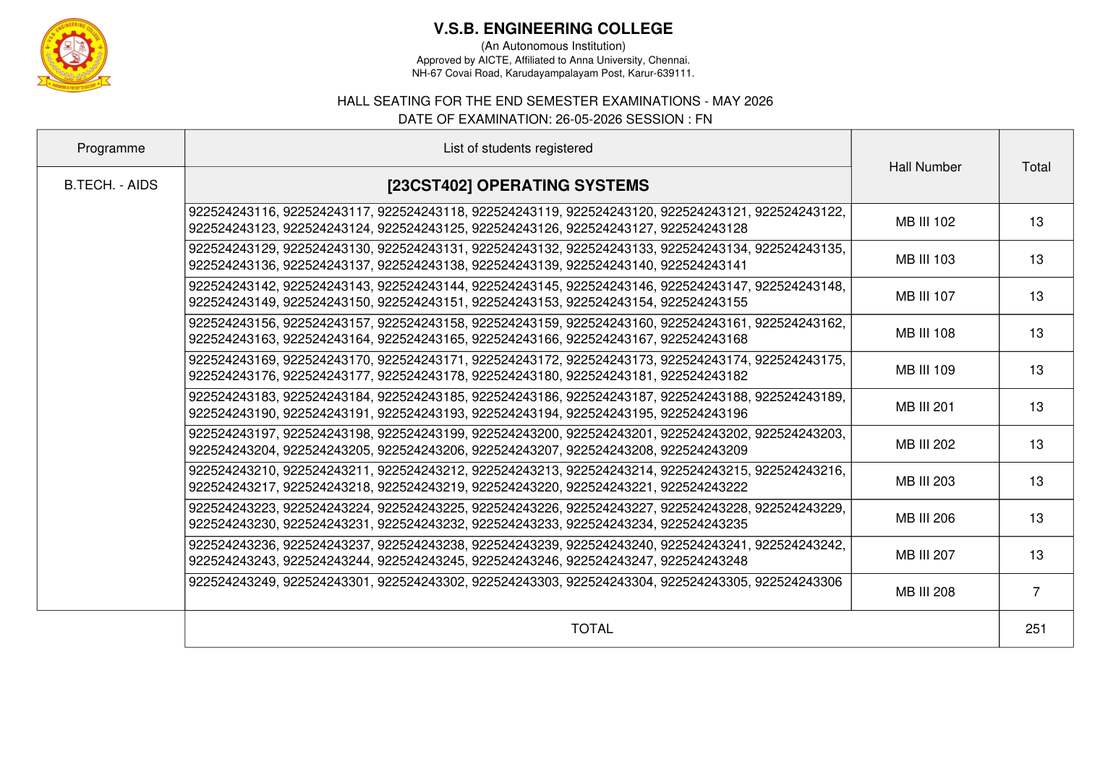 V.S.B. ENGINEERING COLLEGE
(An Autonomous Institution)
Approved by AICTE, Affiliated to Anna University, Chennai.
NH-67 Covai Road, Karudayampalayam Post, Karur-639111.
HALL SEATING FOR THE END SEMESTER EXAMINATIONS - MAY 2026
DATE OF EXAMINATION: 26-05-2026 SESSION : FN
Programme
List of students registered
Hall Number
Total
B.TECH. - AIDS
[23CST402] OPERATING SYSTEMS
922524243116, 922524243117, 922524243118, 922524243119, 922524243120, 922524243121, 922524243122,
922524243123, 922524243124, 922524243125, 922524243126, 922524243127, 922524243128
MB III 102
13
922524243129, 922524243130, 922524243131, 922524243132, 922524243133, 922524243134, 922524243135,
922524243136, 922524243137, 922524243138, 922524243139, 922524243140, 922524243141
MB III 103
13
922524243142, 922524243143, 922524243144, 922524243145, 922524243146, 922524243147, 922524243148,
922524243149, 922524243150, 922524243151, 922524243153, 922524243154, 922524243155
MB III 107
13
922524243156, 922524243157, 922524243158, 922524243159, 922524243160, 922524243161, 922524243162,
922524243163, 922524243164, 922524243165, 922524243166, 922524243167, 922524243168
MB III 108
13
922524243169, 922524243170, 922524243171, 922524243172, 922524243173, 922524243174, 922524243175,
922524243176, 922524243177, 922524243178, 922524243180, 922524243181, 922524243182
MB III 109
13
922524243183, 922524243184, 922524243185, 922524243186, 922524243187, 922524243188, 922524243189,
922524243190, 922524243191, 922524243193, 922524243194, 922524243195, 922524243196
MB III 201
13
922524243197, 922524243198, 922524243199, 922524243200, 922524243201, 922524243202, 922524243203,
922524243204, 922524243205, 922524243206, 922524243207, 922524243208, 922524243209
MB III 202
13
922524243210, 922524243211, 922524243212, 922524243213, 922524243214, 922524243215, 922524243216,
922524243217, 922524243218, 922524243219, 922524243220, 922524243221, 922524243222
MB III 203
13
922524243223, 922524243224, 922524243225, 922524243226, 922524243227, 922524243228, 922524243229,
922524243230, 922524243231, 922524243232, 922524243233, 922524243234, 922524243235
MB III 206
13
922524243236, 922524243237, 922524243238, 922524243239, 922524243240, 922524243241, 922524243242,
922524243243, 922524243244, 922524243245, 922524243246, 922524243247, 922524243248
MB III 207
13
922524243249, 922524243301, 922524243302, 922524243303, 922524243304, 922524243305, 922524243306
MB III 208
7
TOTAL
251